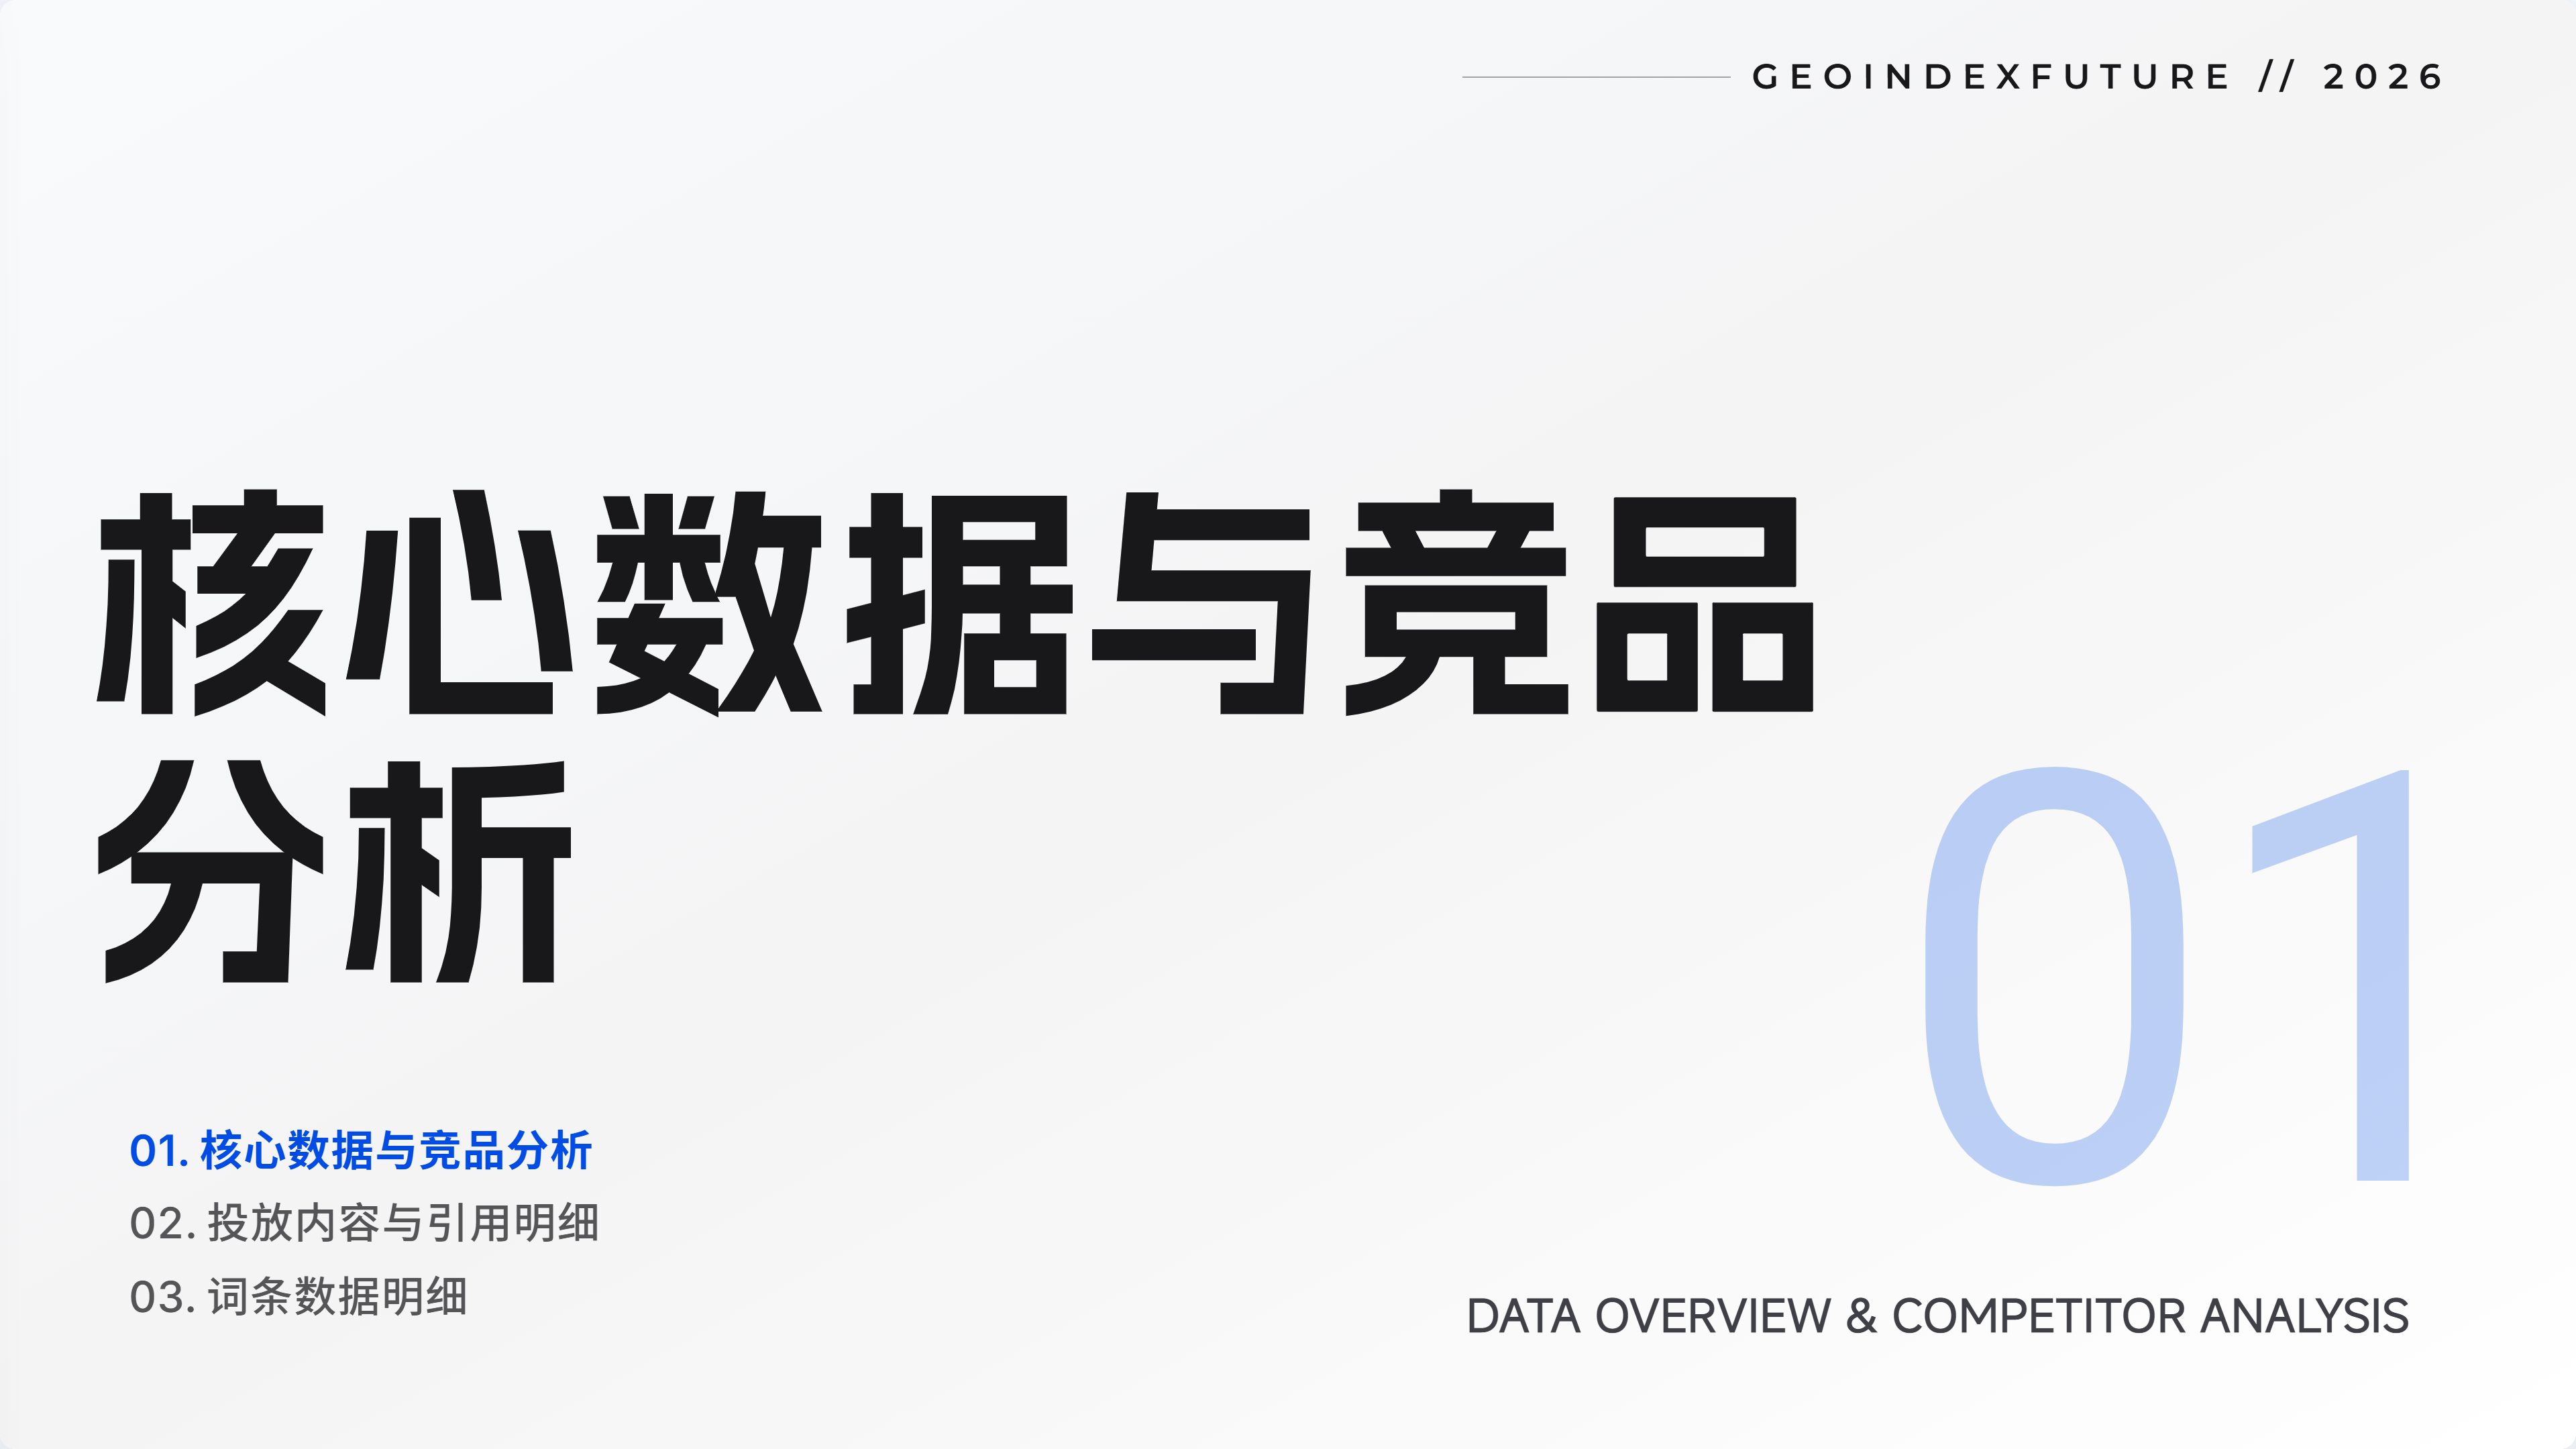 GEOINDEXFUTURE // 2026
核心数据与竞品
分析
01
01. 核心数据与竞品分析
02. 投放内容与引用明细
03. 词条数据明细
DATA OVERVIEW & COMPETITOR ANALYSIS